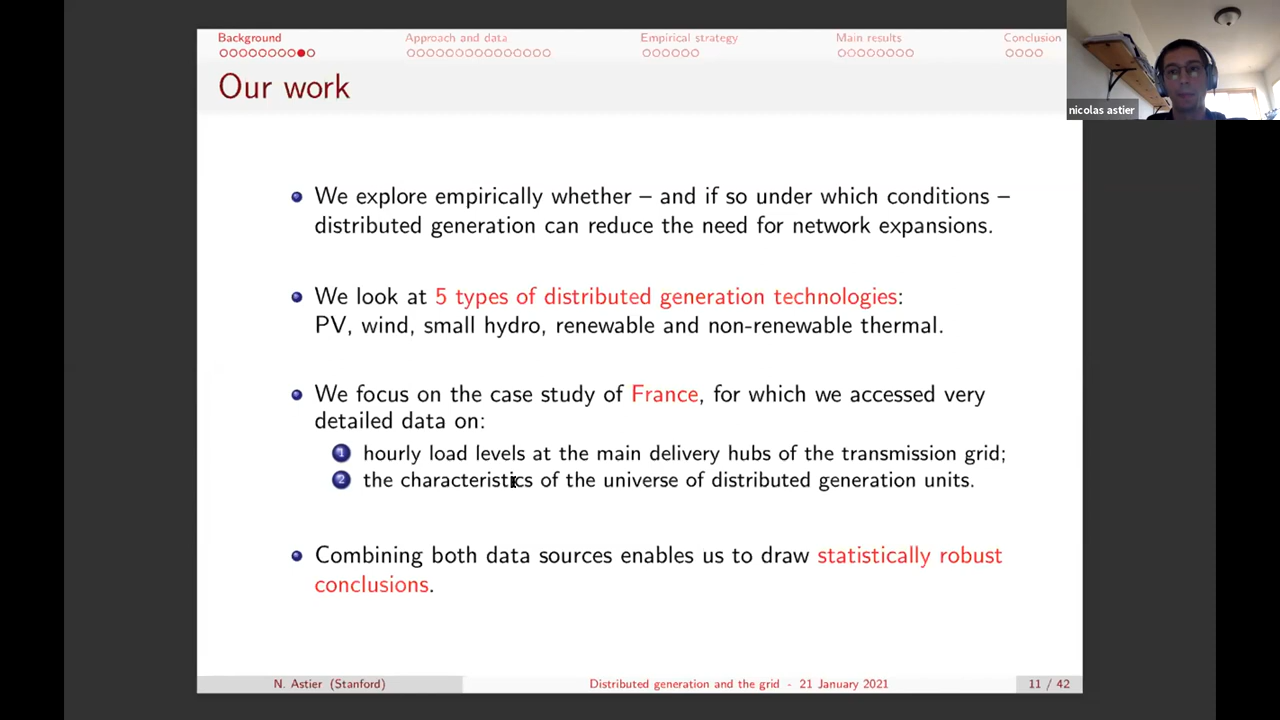 Background Approach and data Empirical strategy Main results Conclusion
Our work
nicolas astier
We explore empirically whether – and if so under which conditions –
distributed generation can reduce the need for network expansions.
We look at 5 types of distributed generation technologies:
PV, wind, small hydro, renewable and non-renewable thermal.
We focus on the case study of France, for which we accessed very
detailed data on:
1 hourly load levels at the main delivery hubs of the transmission grid;
2 the characteristics of the universe of distributed generation units.
Combining both data sources enables us to draw statistically robust
conclusions.
N. Astier (Stanford) Distributed generation and the grid - 21 January 2021 11 / 42